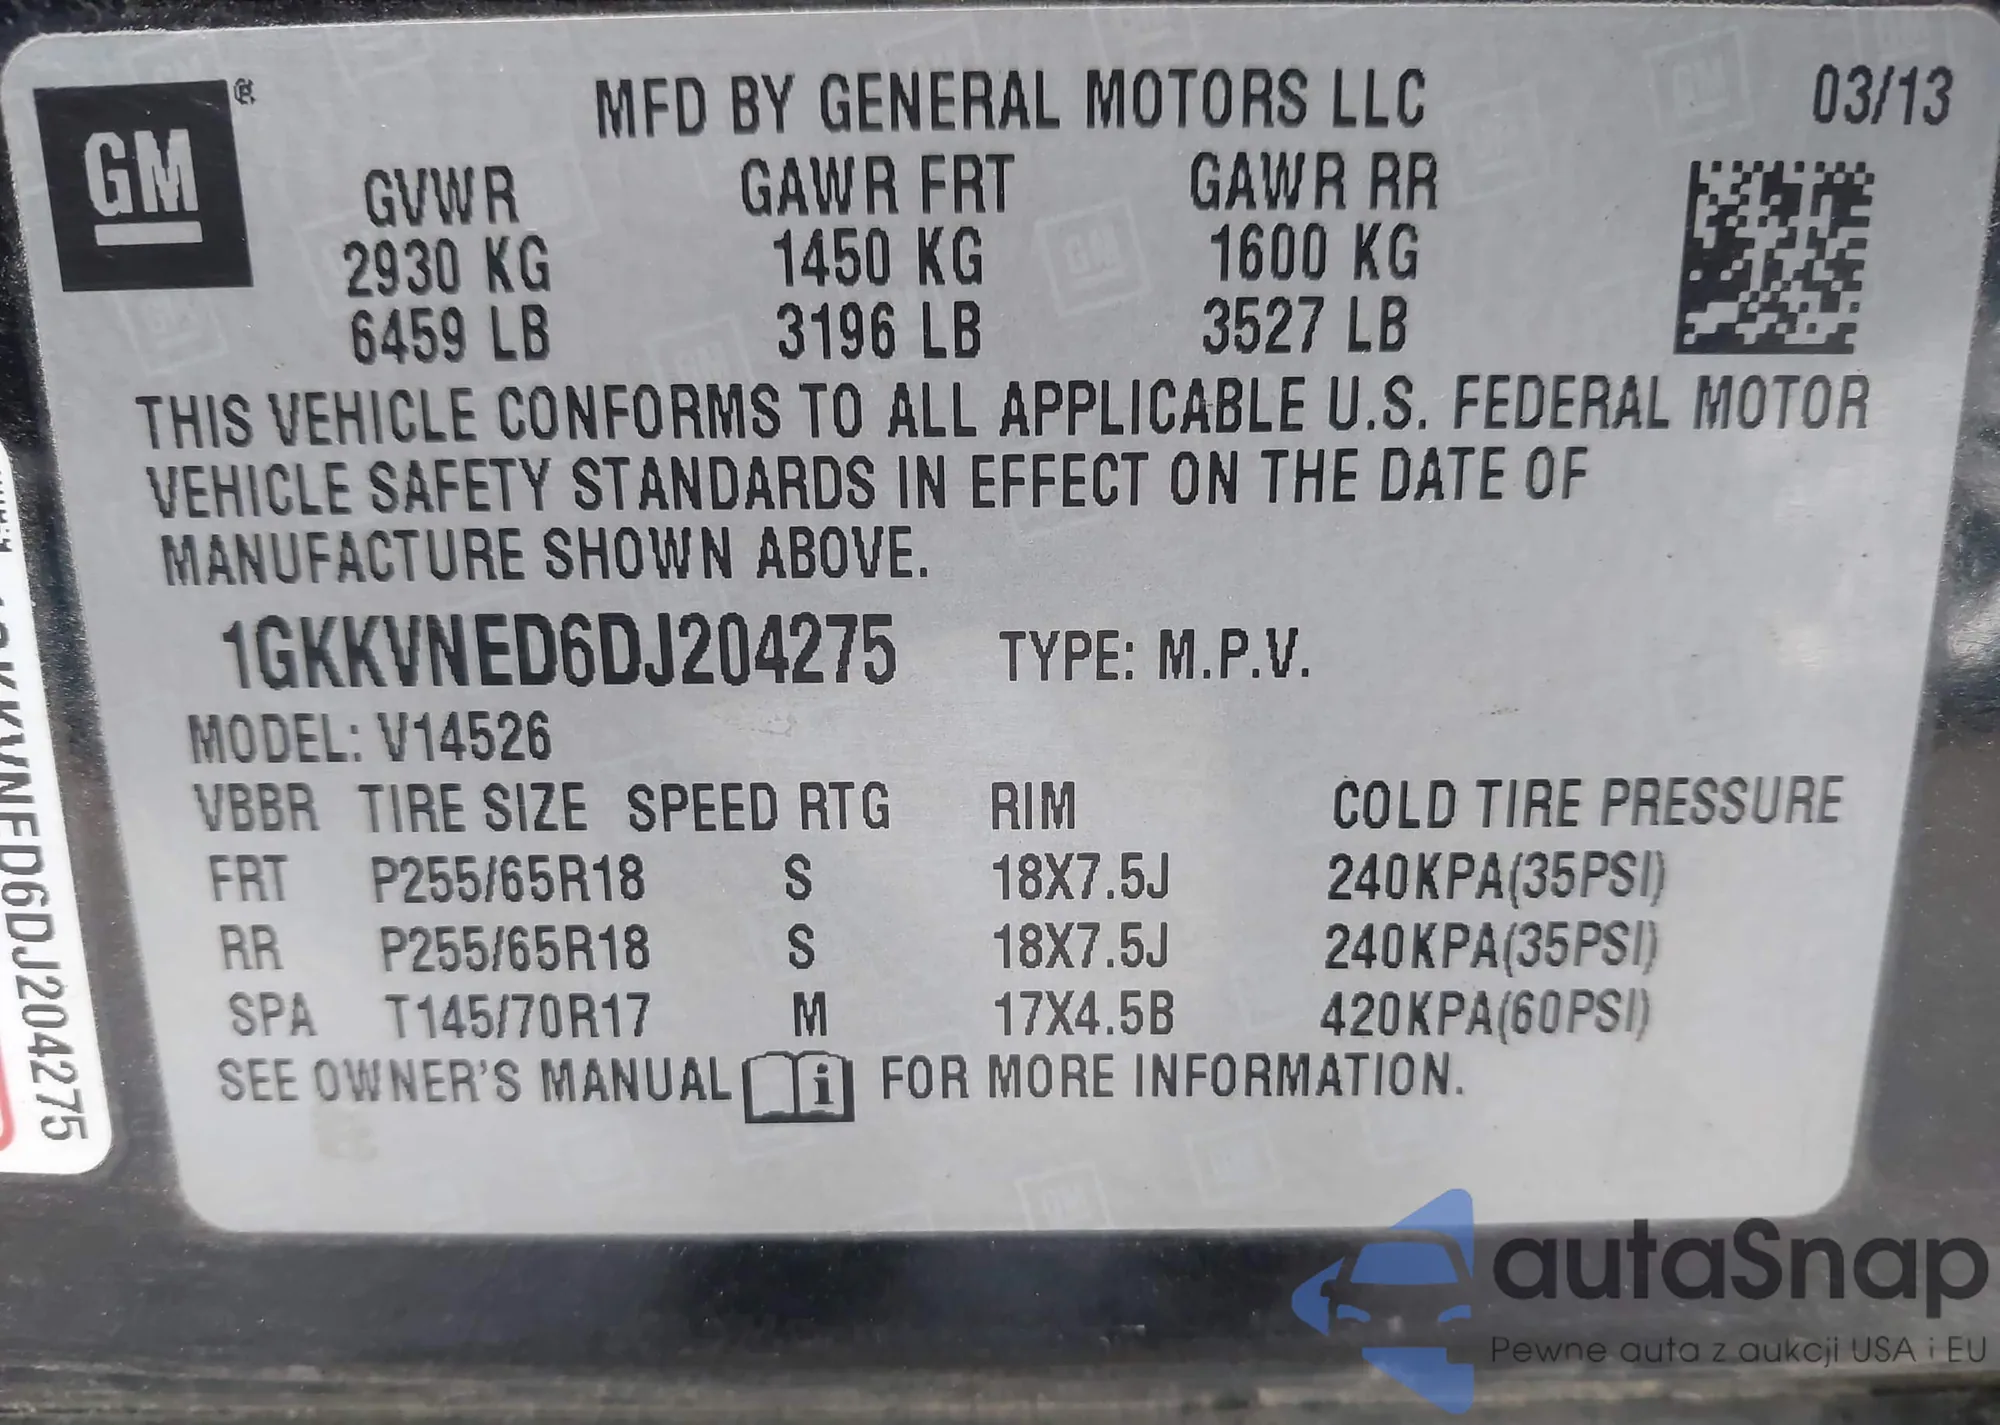 GM ®
MFD BY GENERAL MOTORS LLC 03/13
GVWR GAWR FRT GAWR RR
2930 KG 1450 KG 1600 KG
6459 LB 3196 LB 3527 LB
THIS VEHICLE CONFORMS TO ALL APPLICABLE U.S. FEDERAL MOTOR
VEHICLE SAFETY STANDARDS IN EFFECT ON THE DATE OF
MANUFACTURE SHOWN ABOVE.
1GKKVNED6DJ204275 TYPE: M.P.V.
MODEL: V14526
VBBR TIRE SIZE SPEED RTG RIM COLD TIRE PRESSURE
FRT P255/65R18 S 18X7.5J 240KPA(35PSI)
RR P255/65R18 S 18X7.5J 240KPA(35PSI)
SPA T145/70R17 M 17X4.5B 420KPA(60PSI)
SEE OWNER'S MANUAL i FOR MORE INFORMATION.
1GKKVNED6DJ204275
autaSnap
Pewne auta z aukcji USA i EU